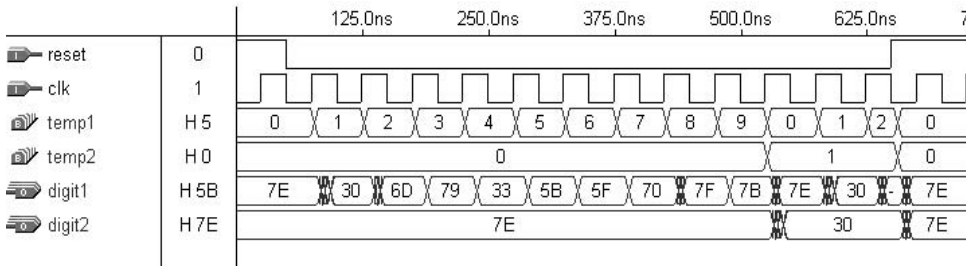 125.0ns 250.0ns 375.0ns 500.0ns 625.0ns 7
reset 0
clk 1
temp1 H 5 0 1 2 3 4 5 6 7 8 9 0 1 2 0
temp2 H 0 0 1 0
digit1 H 5B 7E 30 6D 79 33 5B 5F 70 7F 7B 7E 30 - 7E
digit2 H 7E 7E 30 7E